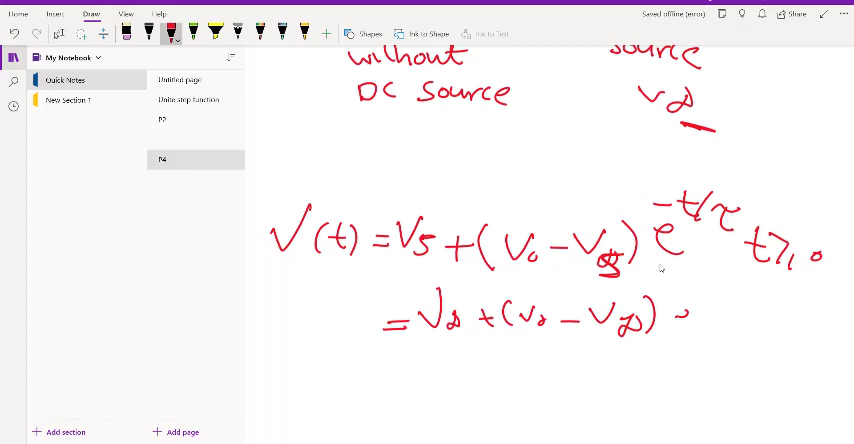 Saved offline (error)
Home Insert Draw View Help
Share
Shapes Ink to Shape Ink to Text
My Notebook
Quick Notes
New Section 1
Untitled page
Unite step function
P2
P4
Add section
Add page
without source
DC source Vs
V(t) = Vs + (V₀ - Vs) e^-t/τ t ≥ 0
= Vs + (V₀ - Vs)